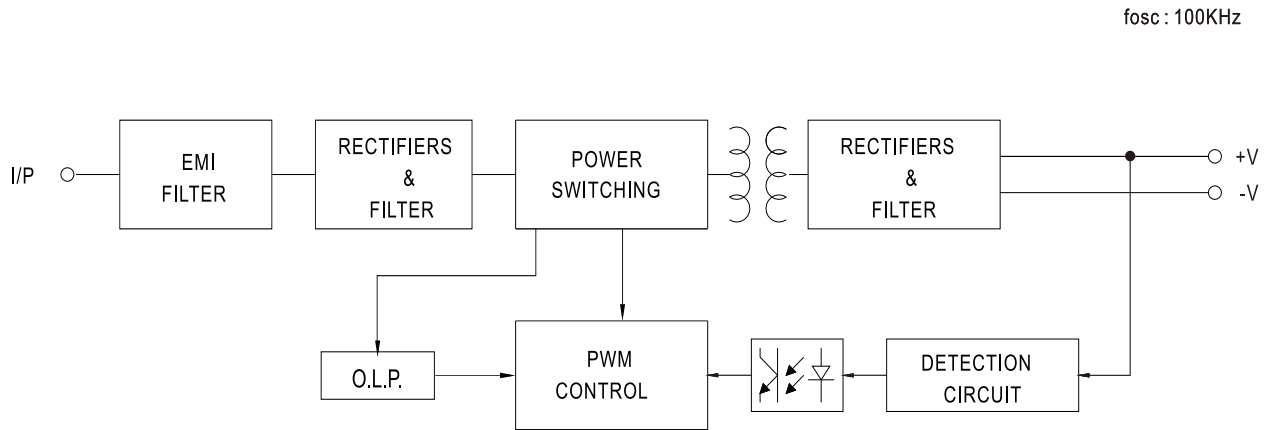 fosc : 100KHz
I/P
EMI
FILTER
RECTIFIERS
&
FILTER
POWER
SWITCHING
RECTIFIERS
&
FILTER
+V
-V
O.L.P.
PWM
CONTROL
DETECTION
CIRCUIT